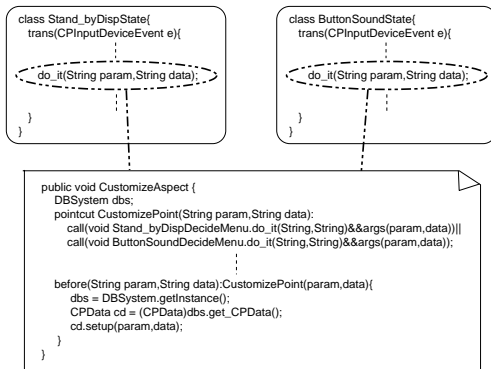 class Stand_byDispState{
trans(CPInputDeviceEvent e){
do_it(String param,String data);
}
}
class ButtonSoundState{
trans(CPInputDeviceEvent e){
do_it(String param,String data);
}
}
public void CustomizeAspect {
DBSystem dbs;
pointcut CustomizePoint(String param,String data):
call(void Stand_byDispDecideMenu.do_it(String,String)&&args(param,data))||
call(void ButtonSoundDecideMenu.do_it(String,String)&&args(param,data));
before(String param,String data):CustomizePoint(param,data){
dbs = DBSystem.getInstance();
CPData cd = (CPData)dbs.get_CPData();
cd.setup(param,data);
}
}